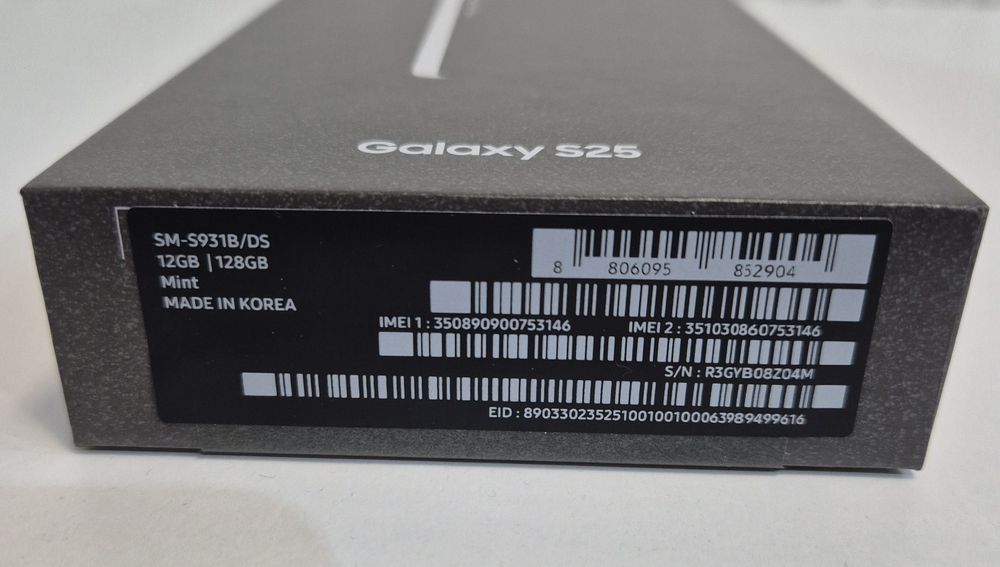 Galaxy S25
SM-S931B/DS
12GB | 128GB
Mint
MADE IN KOREA
8 806095 852904
IMEI 1 : 350890900753146 IMEI 2 : 351030860753146
S/N : R3GYB08Z04M
EID : 89033023525100100100063989499616